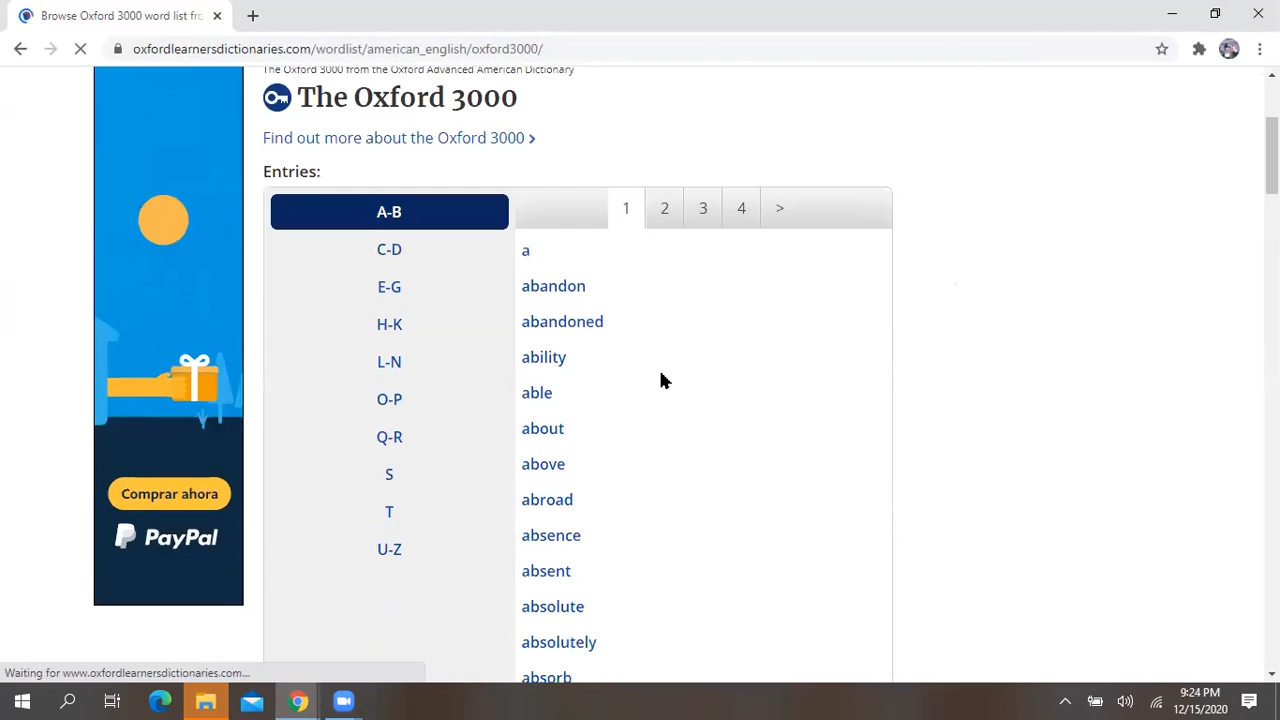 Browse Oxford 3000 word list fro
oxfordlearnersdictionaries.com/wordlist/american_english/oxford3000/
The Oxford 3000 from the Oxford Advanced American Dictionary
The Oxford 3000
Find out more about the Oxford 3000 >
Entries:
A-B
C-D
E-G
H-K
L-N
O-P
Q-R
S
T
U-Z
1 2 3 4 >
a
abandon
abandoned
ability
able
about
above
abroad
absence
absent
absolute
absolutely
absorb
Comprar ahora
PayPal
Waiting for www.oxfordlearnersdictionaries.com...
9:24 PM
12/15/2020